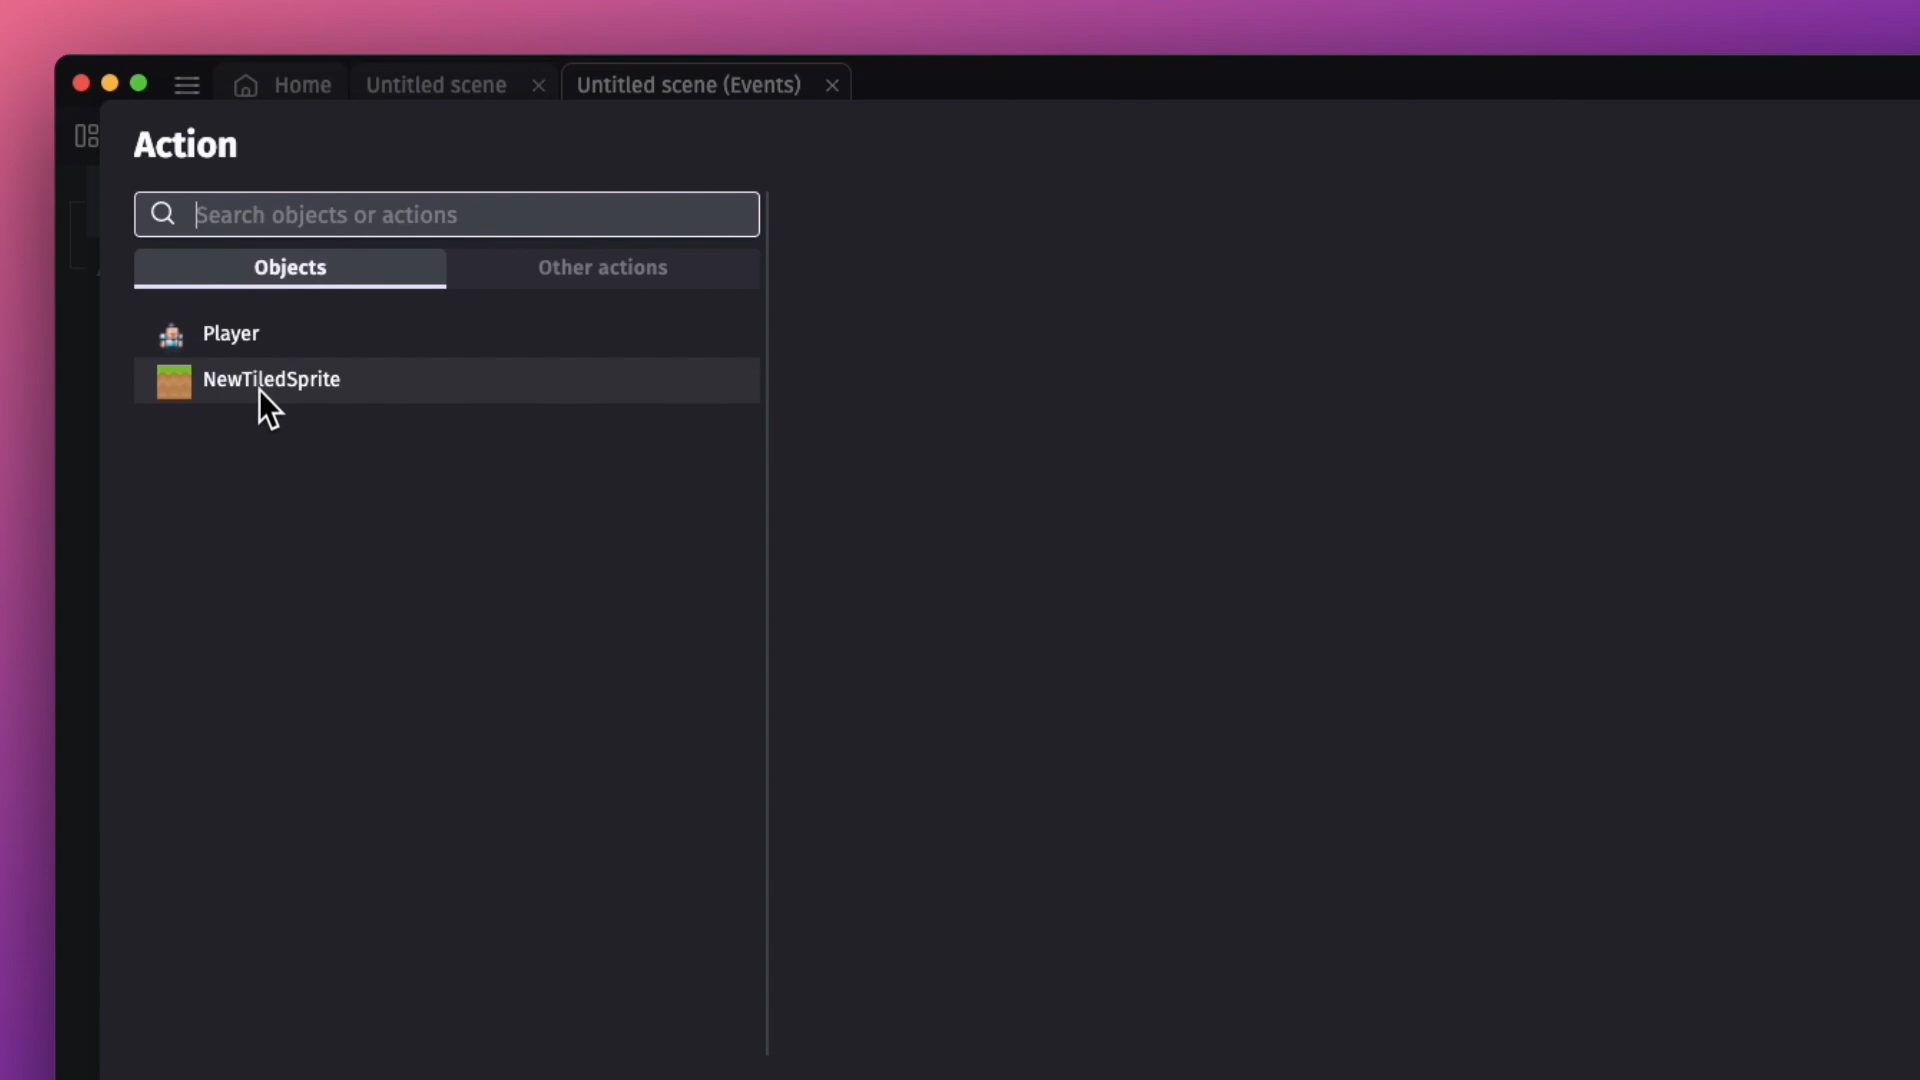 Home
Untitled scene
Untitled scene (Events)
Action
Search objects or actions
Objects
Other actions
Player
NewTiledSprite